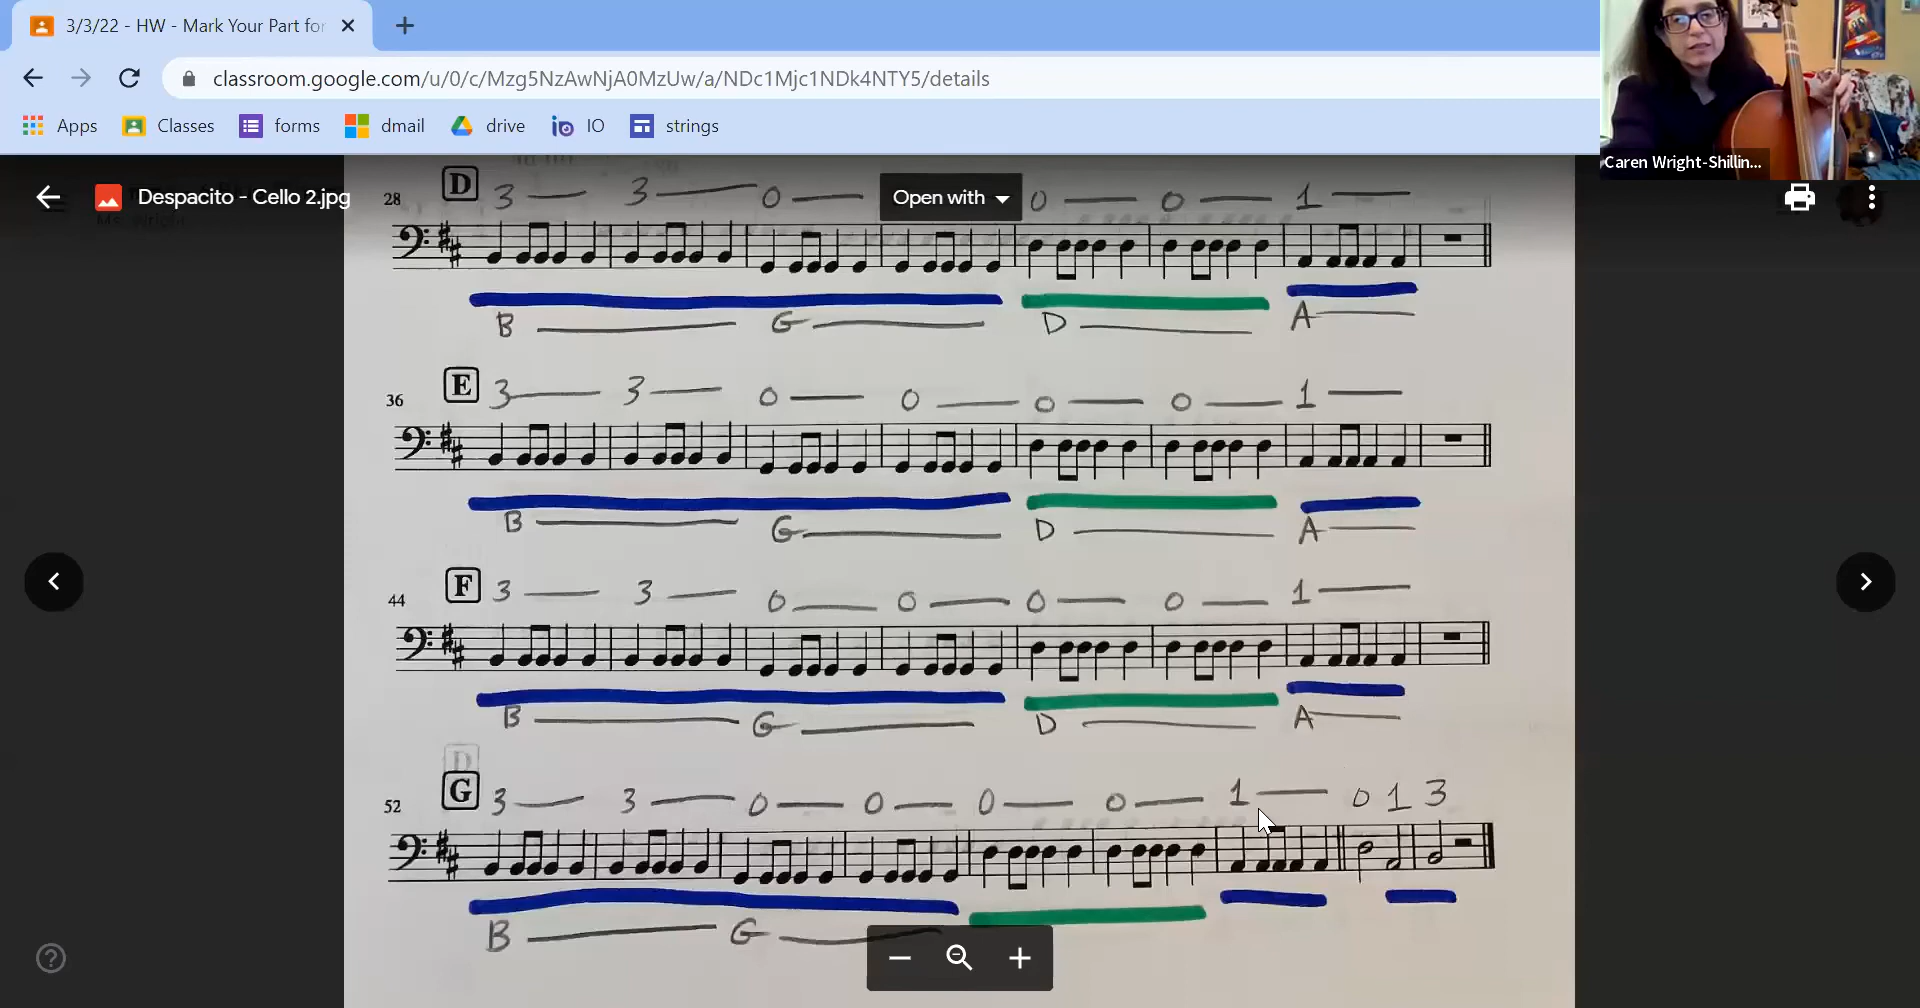 3/3/22 - HW - Mark Your Part for
classroom.google.com/u/0/c/Mzg5NzAwNjA0MzUw/a/NDc1Mjc1NDk4NTY5/details
Apps Classes forms dmail drive IO strings
Caren Wright-Shillin...
Despacito - Cello 2.jpg
Open with
28 D 3 3 0 0 0 1
B G D A
36 E 3 3 0 0 0 0 1
B G D A
44 F 3 3 0 0 0 0 1
B G D A
D
52 G 3 3 0 0 0 0 1 0 1 3
B G